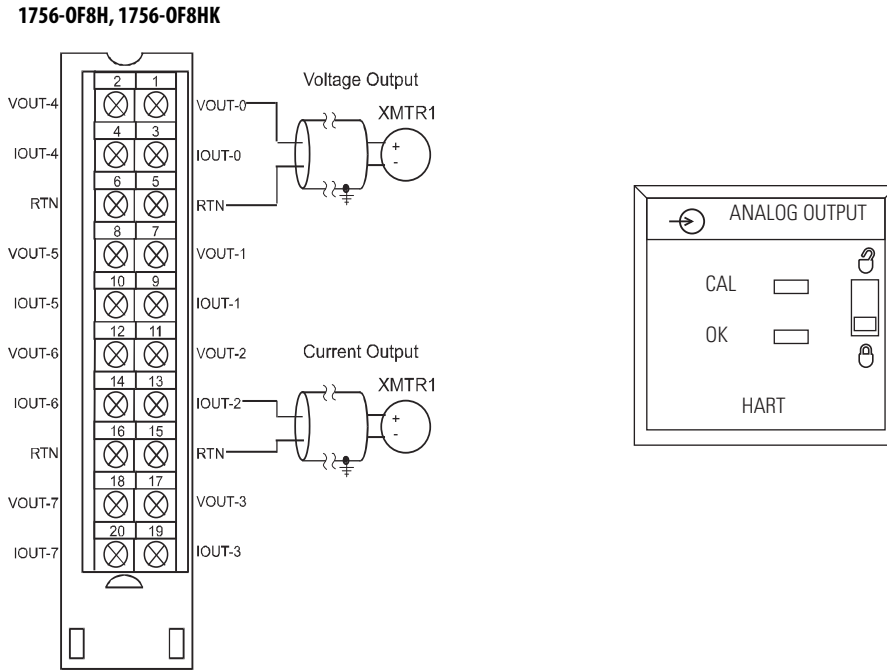 1756-OF8H, 1756-OF8HK
Voltage Output
XMTR1
+
-
2 1
VOUT-4 VOUT-0
4 3
IOUT-4 IOUT-0
6 5
RTN RTN
8 7
VOUT-5 VOUT-1
10 9
IOUT-5 IOUT-1
12 11
VOUT-6 VOUT-2
14 13
IOUT-6 IOUT-2
16 15
RTN RTN
18 17
VOUT-7 VOUT-3
20 19
IOUT-7 IOUT-3
Current Output
XMTR1
+
-
ANALOG OUTPUT
CAL
OK
HART